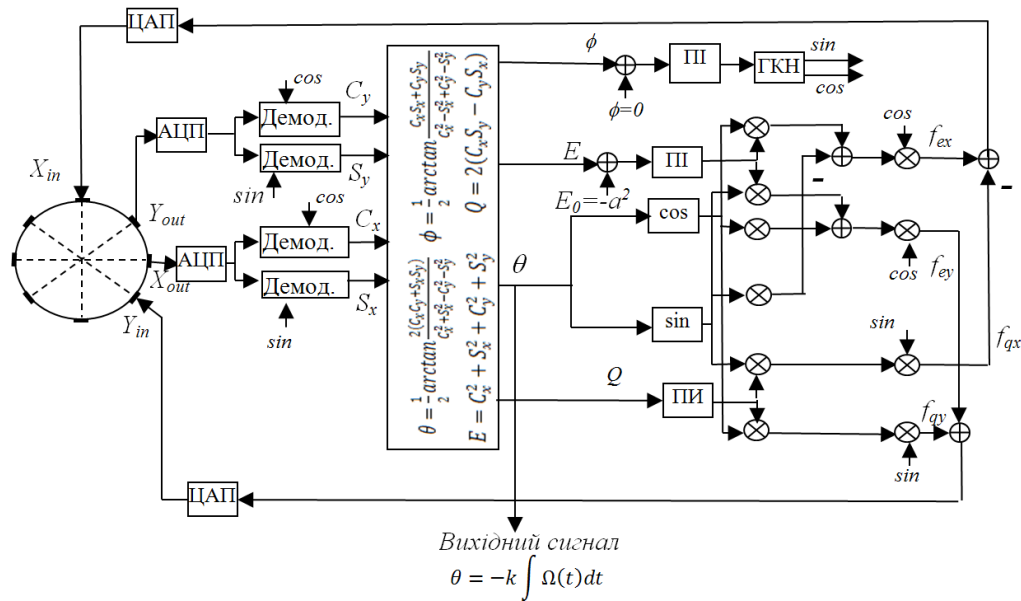 ЦАП
ϕ
ПІ
sin
ГКН
cos
ϕ=0
cos
C_y
Демод.
АЦП
Демод.
S_y
sin
X_in
Y_out
E
ПІ
E_0=-a^2
cos
cos
f_ex
-
-
cos
C_x
Демод.
АЦП
X_out
Демод.
S_x
sin
Y_in
θ
cos
f_ey
sin
sin
f_qx
Q
ПИ
f_qy
sin
ЦАП
θ = 1/2 arctan 2(C_xC_y+S_xS_y)/(C_x^2+S_x^2-C_y^2-S_y^2) ϕ = 1/2 arctan (C_xS_x+C_yS_y)/(C_x^2-S_x^2+C_y^2-S_y^2)
E = C_x^2 + S_x^2 + C_y^2 + S_y^2 Q = 2(C_xS_y − C_yS_x)
Вихідний сигнал
θ = −k ∫ Ω(t)dt